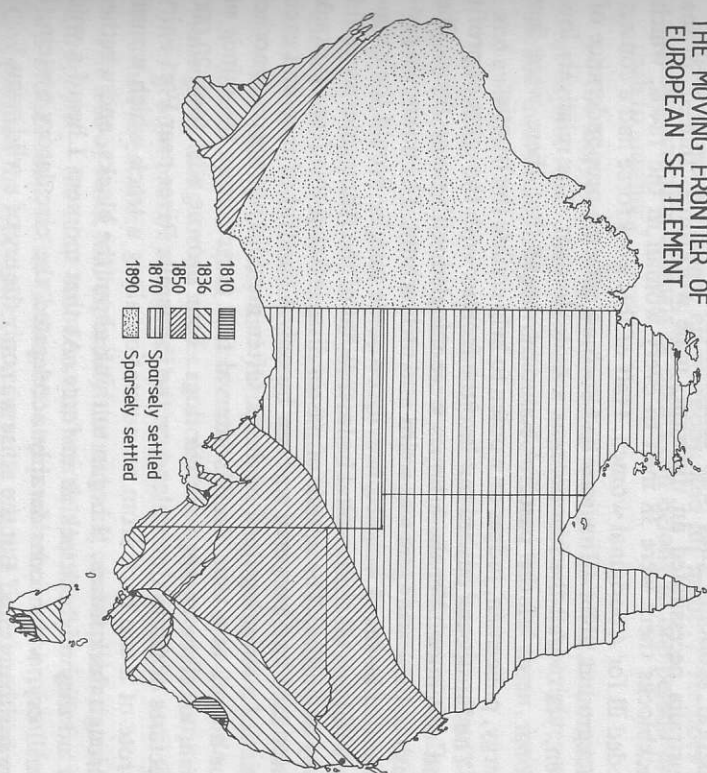 THE MOVING FRONTIER OF
EUROPEAN SETTLEMENT
1810
1836
1850
1870 Sparsely settled
1890 Sparsely settled